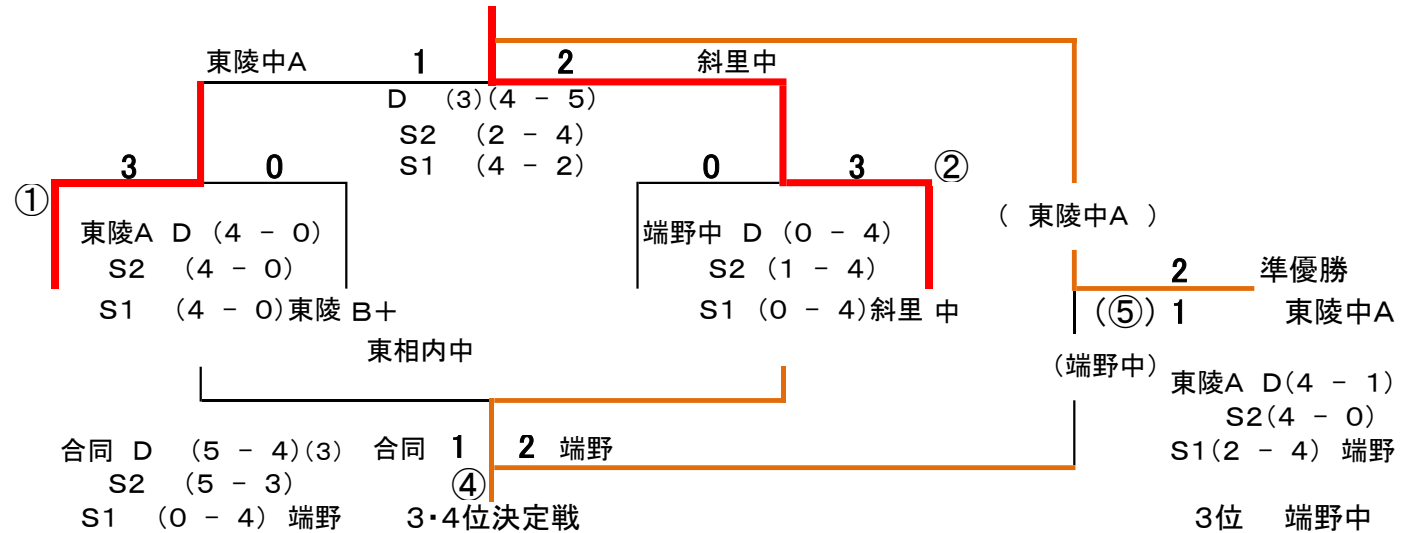 東陵中A 1 2 斜里中
D (3)(4 - 5)
S2 (2 - 4)
S1 (4 - 2)
① 3 0
東陵A D (4 - 0)
S2 (4 - 0)
S1 (4 - 0)東陵 B+
東相内中
0 3 ②
端野中 D (0 - 4)
S2 (1 - 4)
S1 (0 - 4)斜里 中
( 東陵中A )
2 準優勝
(⑤) 1 東陵中A
(端野中)
東陵A D(4 - 1)
S2(4 - 0)
S1(2 - 4) 端野
合同 D (5 - 4)(3)
S2 (5 - 3)
S1 (0 - 4) 端野
合同 1 2 端野
④
3・4位決定戦
3位 端野中